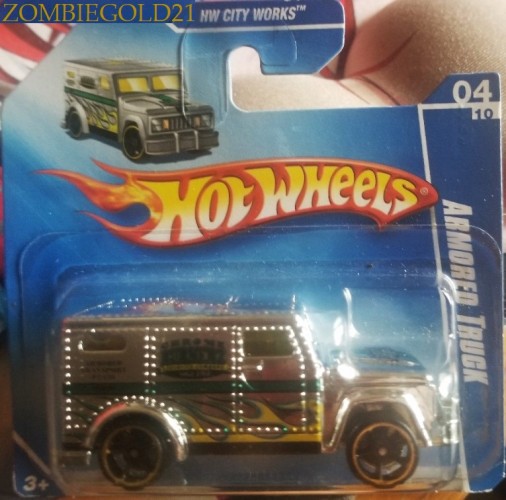 ZOMBIEGOLD21
HW CITY WORKS™
04
10
HOT WHEELS®
ARMORED TRUCK
3+